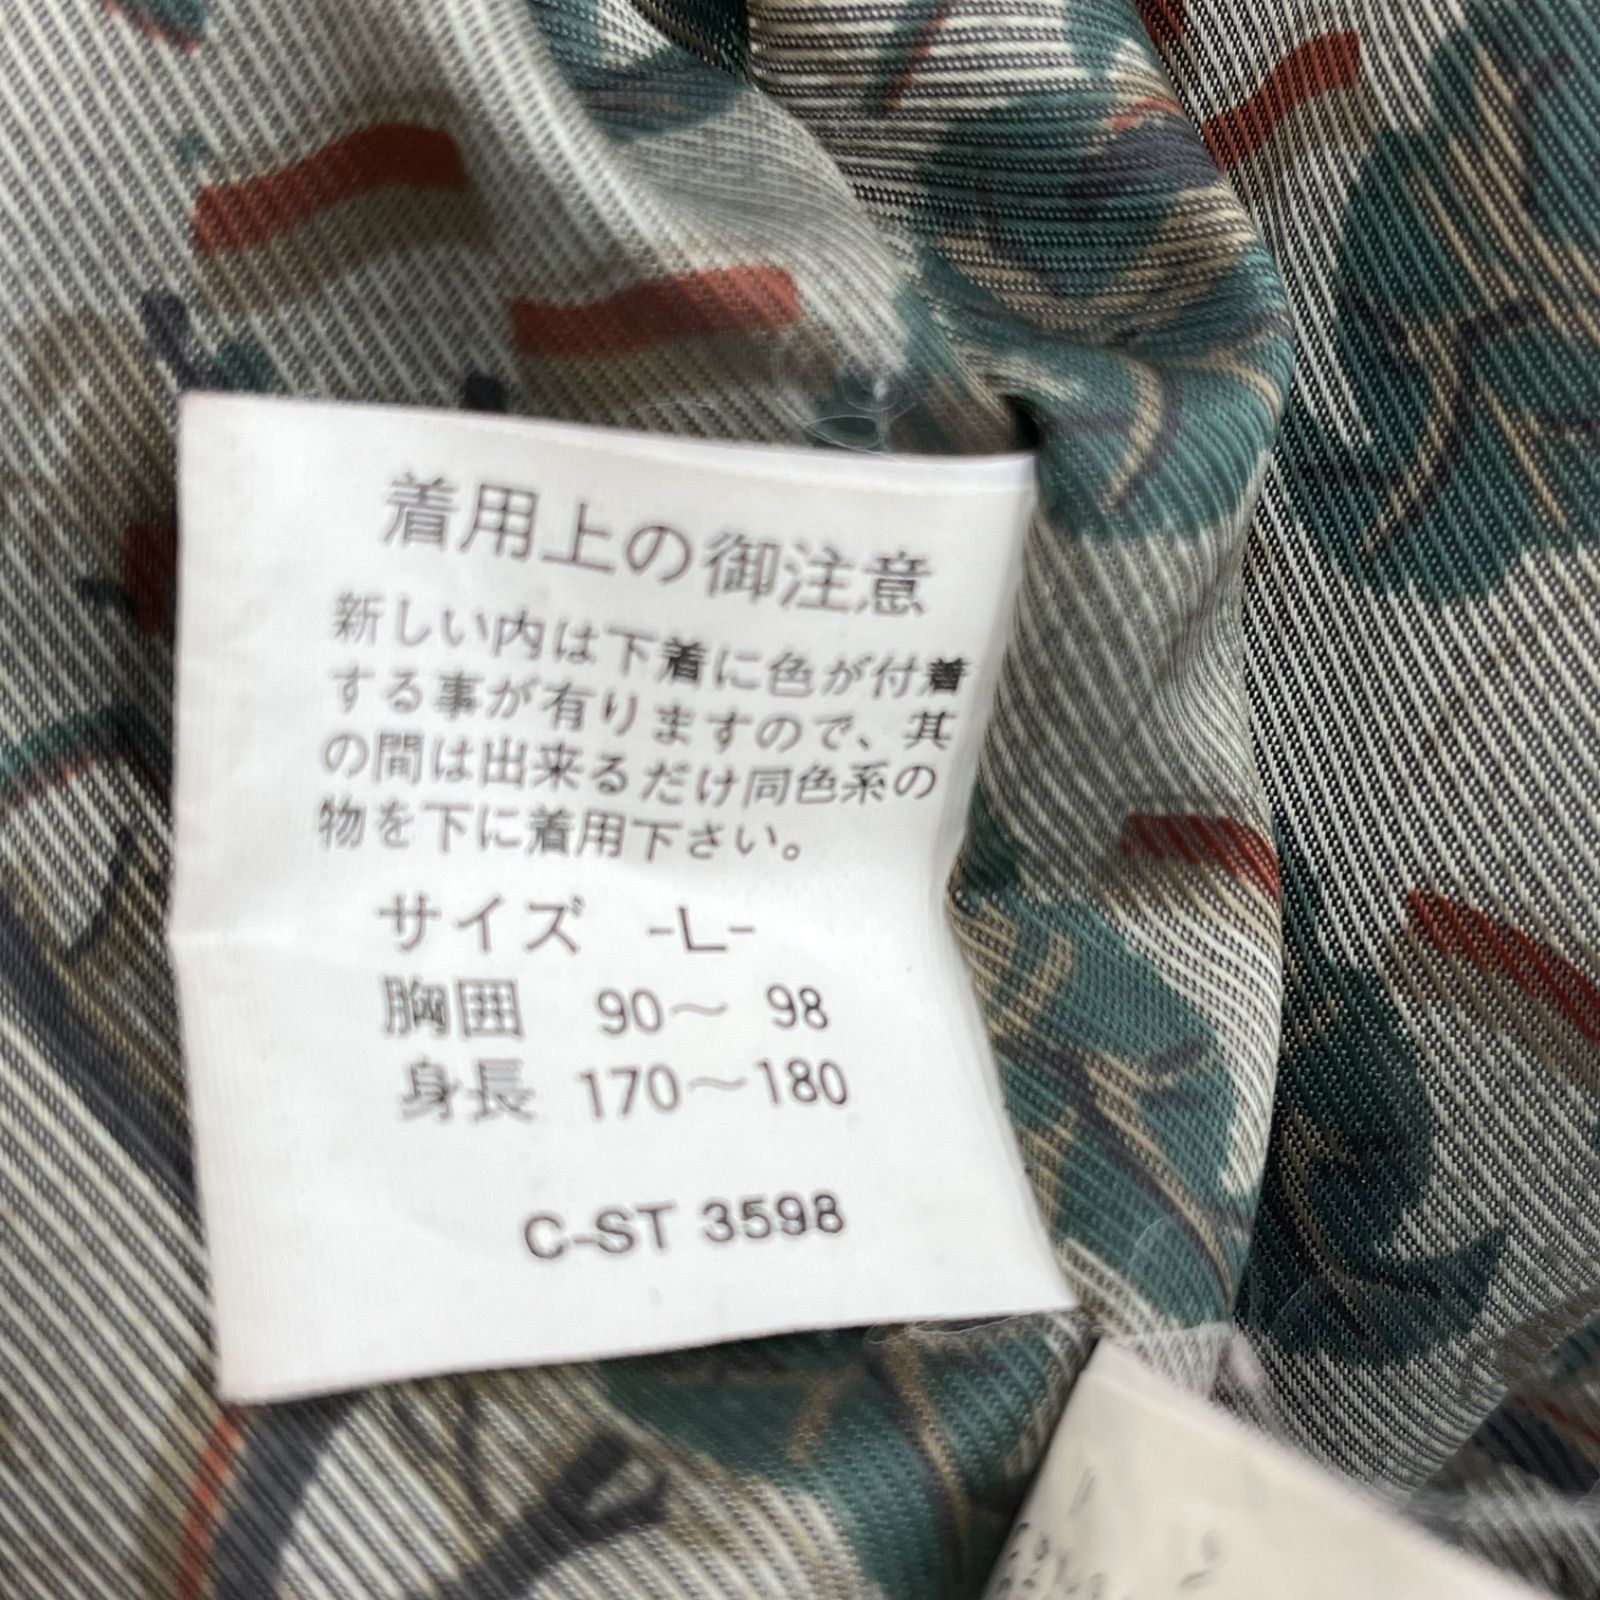 着用上の御注意
新しい内は下着に色が付着
する事が有りますので、其
の間は出来るだけ同色系の
物を下に着用下さい。
サイズ -L-
胸囲 90〜 98
身長 170〜180
C-ST 3598